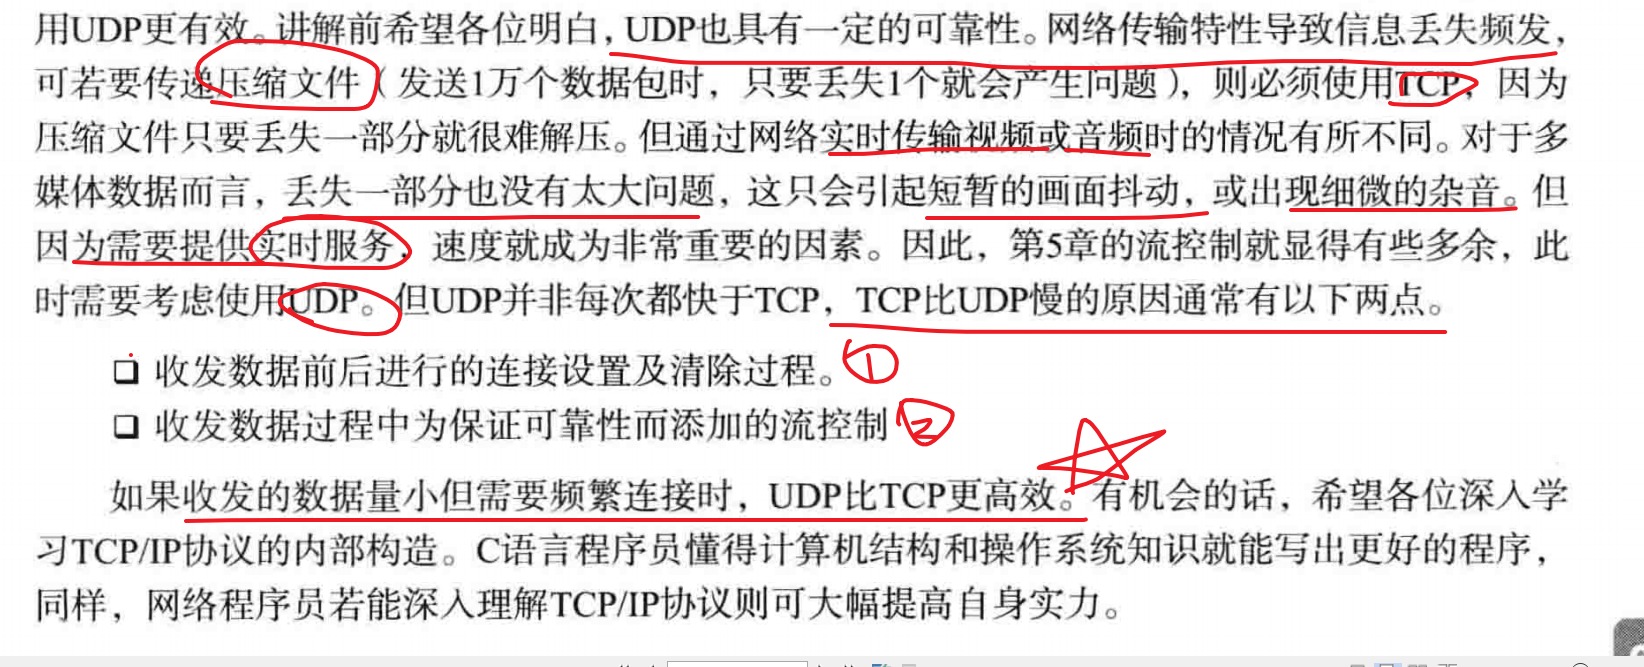 用UDP更有效。讲解前希望各位明白，UDP也具有一定的可靠性。网络传输特性导致信息丢失频发，
可若要传递压缩文件（发送1万个数据包时，只要丢失1个就会产生问题），则必须使用TCP，因为
压缩文件只要丢失一部分就很难解压。但通过网络实时传输视频或音频时的情况有所不同。对于多
媒体数据而言，丢失一部分也没有太大问题，这只会引起短暂的画面抖动，或出现细微的杂音。但
因为需要提供实时服务，速度就成为非常重要的因素。因此，第5章的流控制就显得有些多余，此
时需要考虑使用UDP。但UDP并非每次都快于TCP，TCP比UDP慢的原因通常有以下两点。
❑ 收发数据前后进行的连接设置及清除过程。①
❑ 收发数据过程中为保证可靠性而添加的流控制 ②
如果收发的数据量小但需要频繁连接时，UDP比TCP更高效。有机会的话，希望各位深入学
习TCP/IP协议的内部构造。C语言程序员懂得计算机结构和操作系统知识就能写出更好的程序，
同样，网络程序员若能深入理解TCP/IP协议则可大幅提高自身实力。